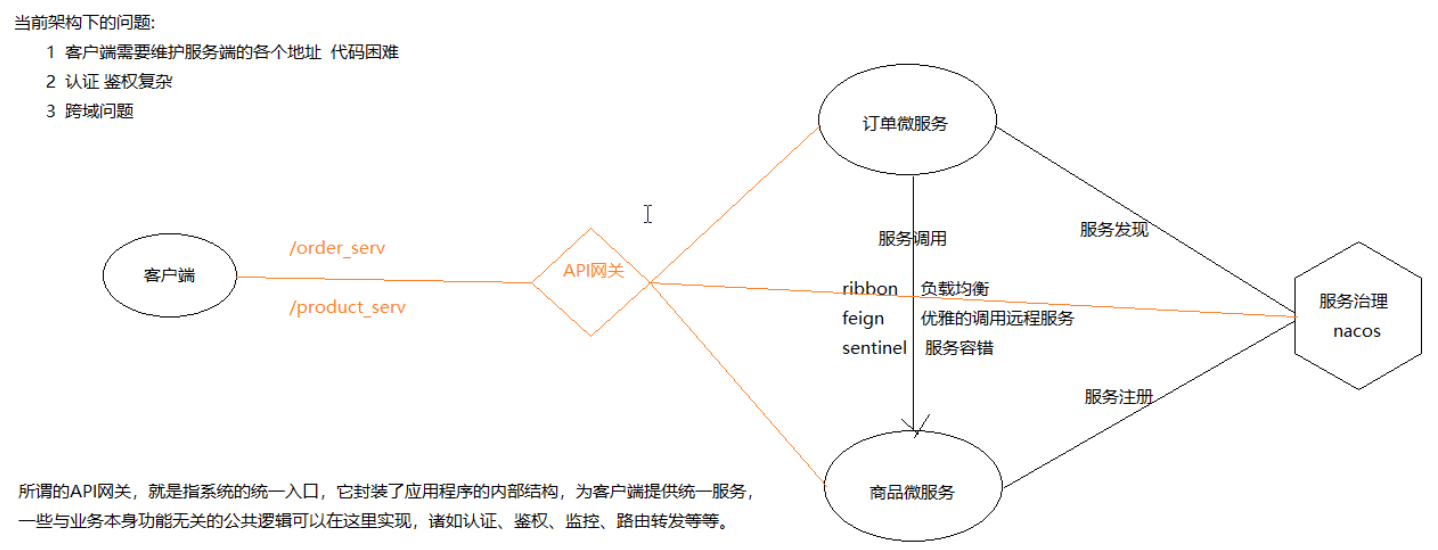 当前架构下的问题:
1 客户端需要维护服务端的各个地址 代码困难
2 认证 鉴权复杂
3 跨域问题
订单微服务
服务调用
服务发现
/order_serv
API网关
客户端
/product_serv
ribbon 负载均衡
feign 优雅的调用远程服务
sentinel 服务容错
服务治理
nacos
服务注册
商品微服务
所谓的API网关，就是指系统的统一入口，它封装了应用程序的内部结构，为客户端提供统一服务，
一些与业务本身功能无关的公共逻辑可以在这里实现，诸如认证、鉴权、监控、路由转发等等。